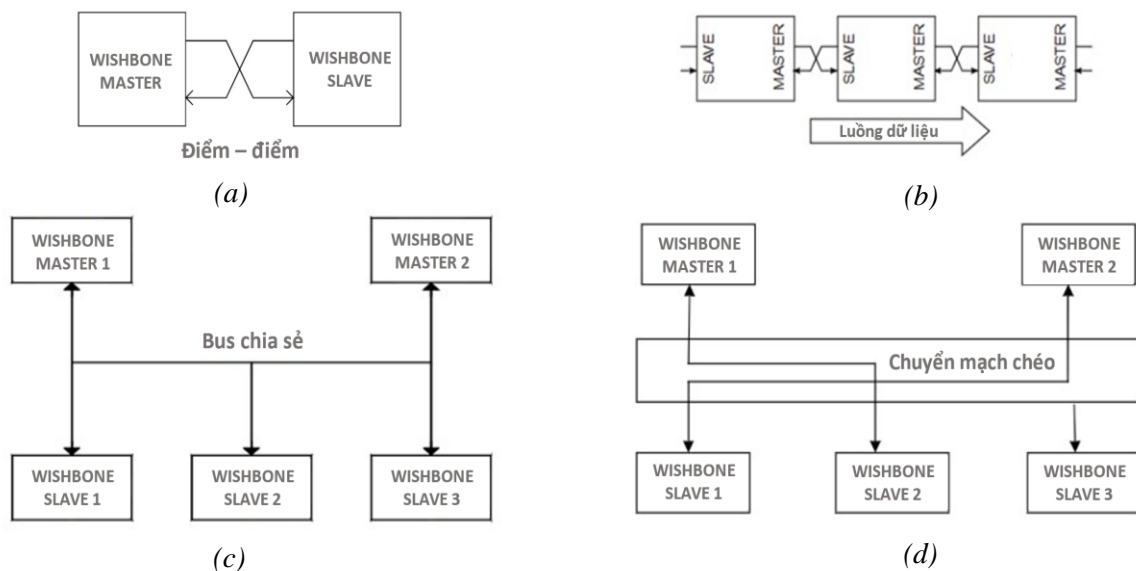 WISHBONE
MASTER
WISHBONE
SLAVE
Điểm – điểm
(a)
SLAVE
MASTER
SLAVE
MASTER
SLAVE
MASTER
Luồng dữ liệu
(b)
WISHBONE
MASTER 1
WISHBONE
MASTER 2
Bus chia sẻ
WISHBONE
SLAVE 1
WISHBONE
SLAVE 2
WISHBONE
SLAVE 3
(c)
WISHBONE
MASTER 1
WISHBONE
MASTER 2
Chuyển mạch chéo
WISHBONE
SLAVE 1
WISHBONE
SLAVE 2
WISHBONE
SLAVE 3
(d)